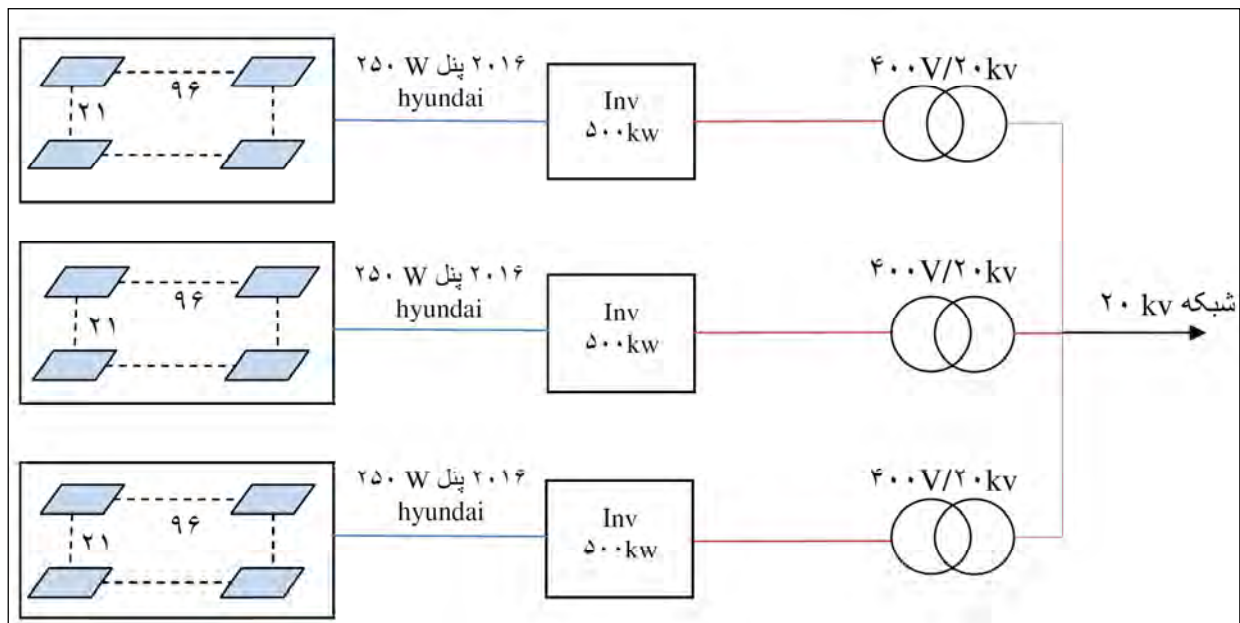 ۹۶
۲۱
۲۰۱۶ پنل ۲۵۰ W
hyundai
Inv
۵۰۰kw
۴۰۰V/۲۰kv
۹۶
۲۱
۲۰۱۶ پنل ۲۵۰ W
hyundai
Inv
۵۰۰kw
۴۰۰V/۲۰kv
شبکه ۲۰ kv
۹۶
۲۱
۲۰۱۶ پنل ۲۵۰ W
hyundai
Inv
۵۰۰kw
۴۰۰V/۲۰kv